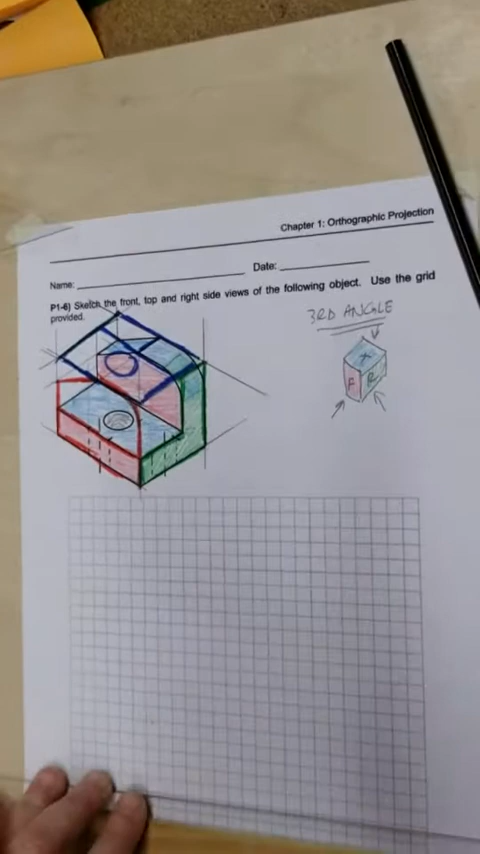 Chapter 1: Orthographic Projection
Name: Date:
P1-6) Sketch the front, top and right side views of the following object. Use the grid
provided.
3RD ANGLE
F R